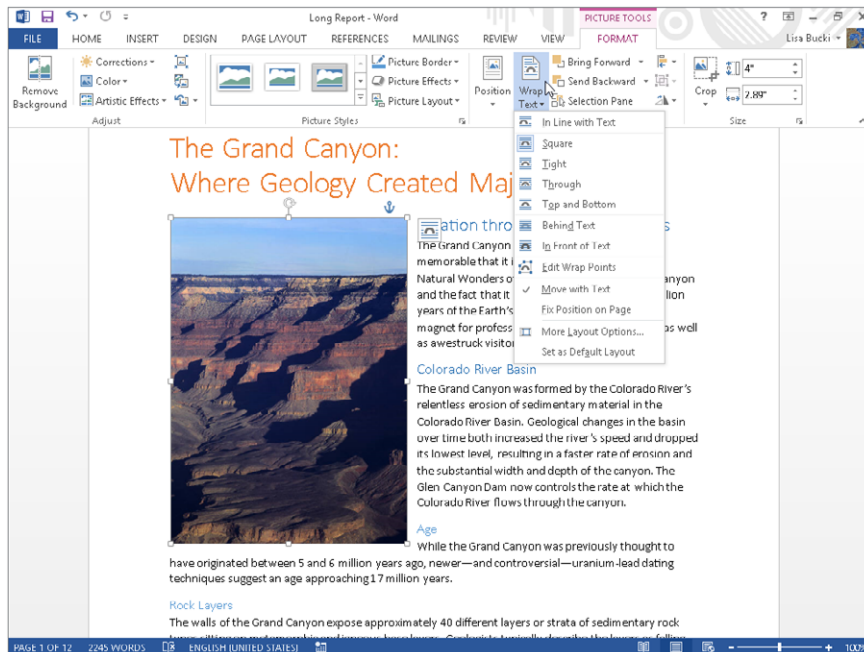 Long Report - Word
PICTURE TOOLS
?
FILE HOME INSERT DESIGN PAGE LAYOUT REFERENCES MAILINGS REVIEW VIEW FORMAT Lisa Bucki
Remove Background
Corrections
Color
Artistic Effects
Adjust
Picture Styles
Picture Border
Picture Effects
Picture Layout
Position
Wrap Text
Bring Forward
Send Backward
Selection Pane
Crop
4"
2.89"
Size
In Line with Text
Square
Tight
Through
Top and Bottom
Behind Text
In Front of Text
Edit Wrap Points
Move with Text
Fix Position on Page
More Layout Options...
Set as Default Layout
The Grand Canyon:
Where Geology Created Maj
ation thro s
The Grand Canyon
memorable that it i
Natural Wonders o anyon
and the fact that it llion
years of the Earth's
magnet for profess as well
as awestruck visitor
Colorado River Basin
The Grand Canyon was formed by the Colorado River's
relentless erosion of sedimentary material in the
Colorado River Basin. Geological changes in the basin
over time both increased the river's speed and dropped
its lowest level, resulting in a faster rate of erosion and
the substantial width and depth of the canyon. The
Glen Canyon Dam now controls the rate at which the
Colorado River flows through the canyon.
Age
While the Grand Canyon was previously thought to
have originated between 5 and 6 million years ago, newer—and controversial—uranium-lead dating
techniques suggest an age approaching 17 million years.
Rock Layers
The walls of the Grand Canyon expose approximately 40 different layers or strata of sedimentary rock
PAGE 1 OF 12 2245 WORDS ENGLISH (UNITED STATES) 100%